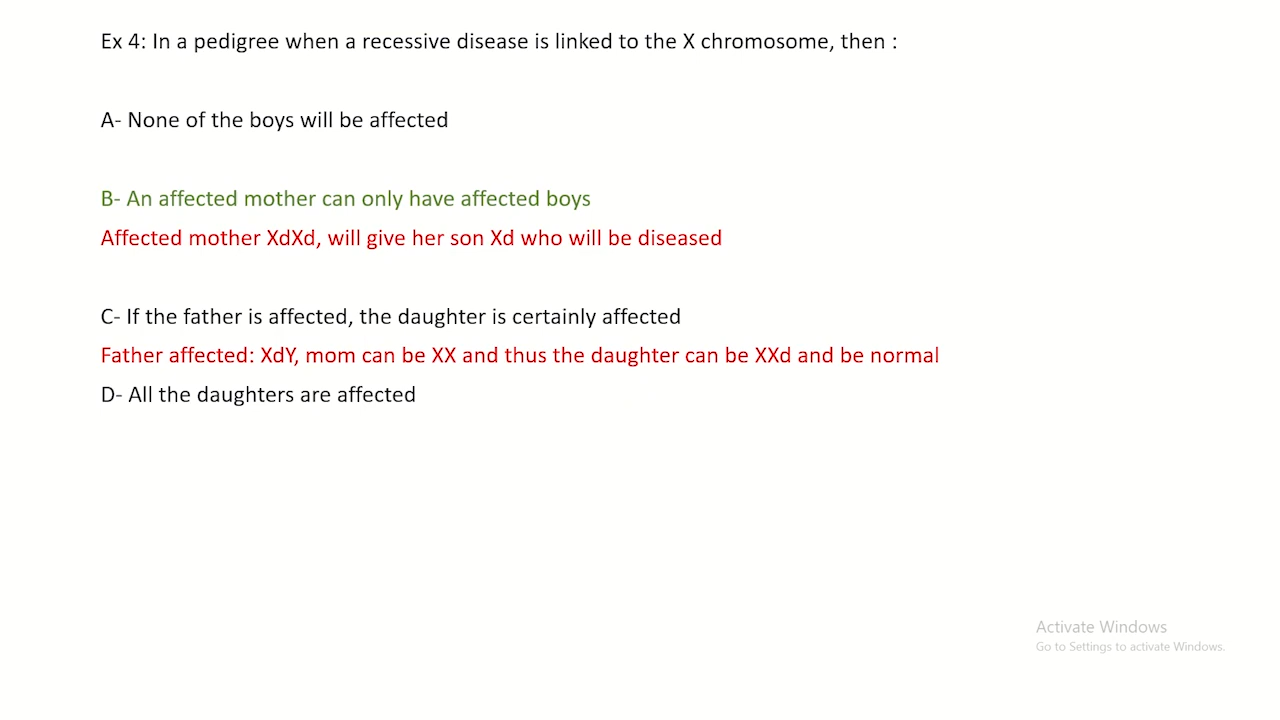 Ex 4: In a pedigree when a recessive disease is linked to the X chromosome, then :
A- None of the boys will be affected
B- An affected mother can only have affected boys
Affected mother XdXd, will give her son Xd who will be diseased
C- If the father is affected, the daughter is certainly affected
Father affected: XdY, mom can be XX and thus the daughter can be XXd and be normal
D- All the daughters are affected
Activate Windows
Go to Settings to activate Windows.